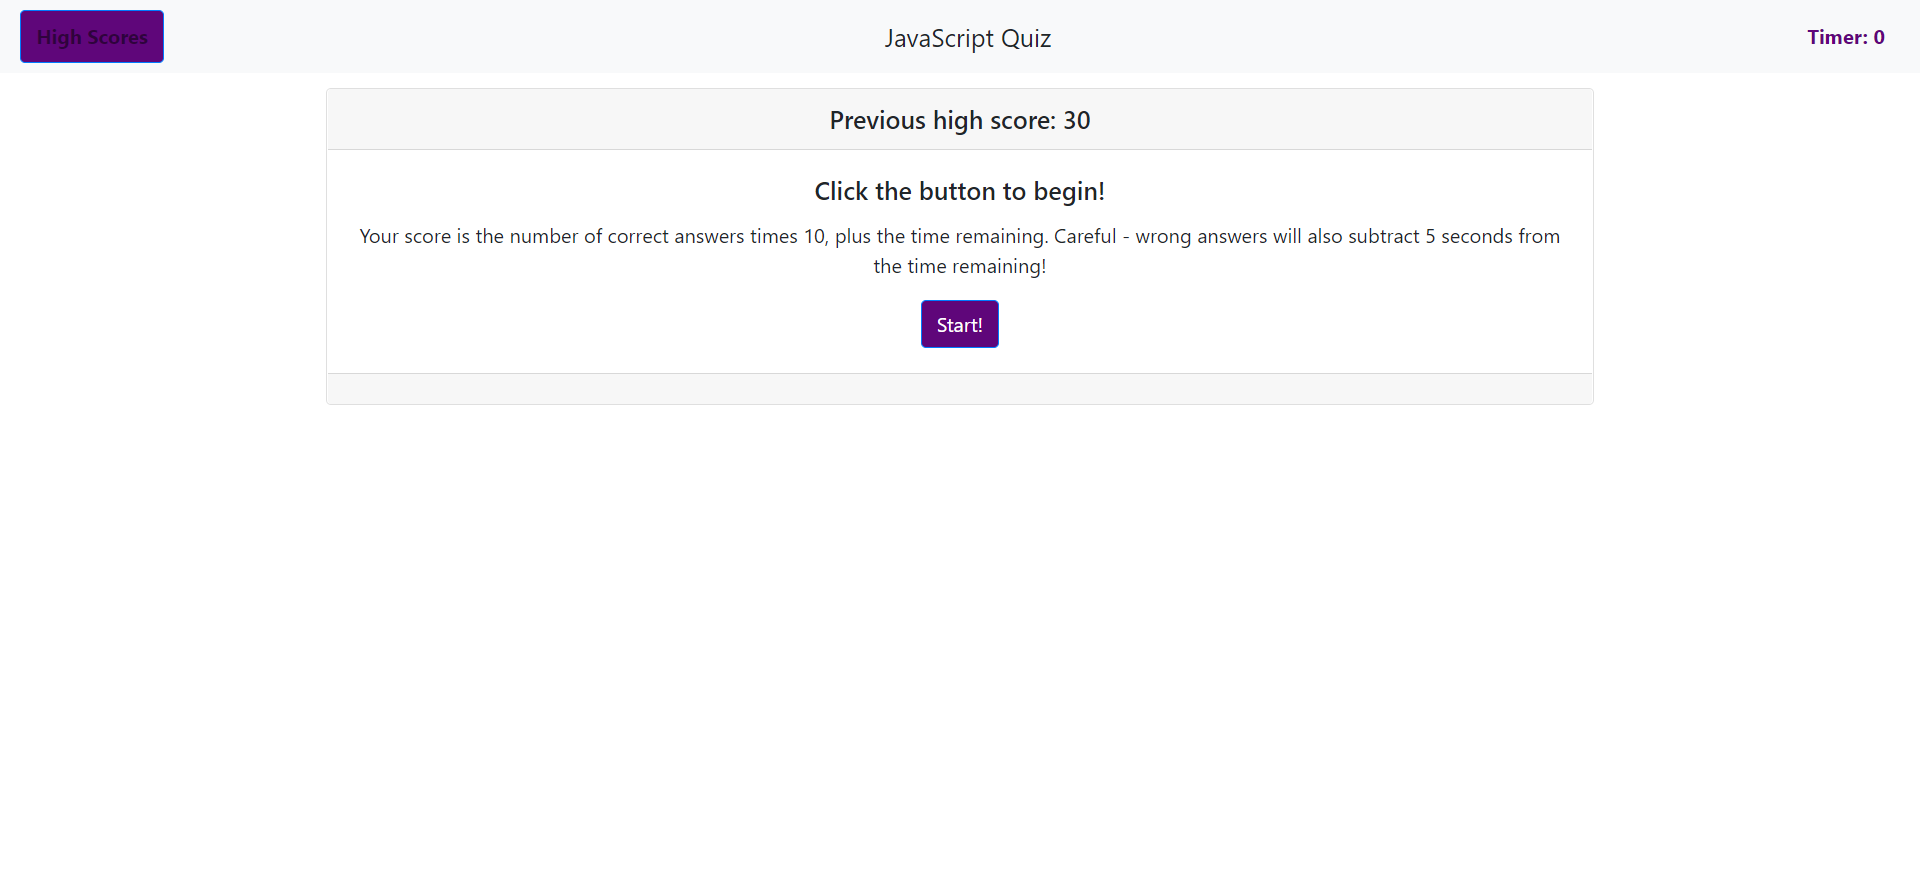 High Scores
JavaScript Quiz
Timer: 0
Previous high score: 30
Click the button to begin!
Your score is the number of correct answers times 10, plus the time remaining. Careful - wrong answers will also subtract 5 seconds from
the time remaining!
Start!